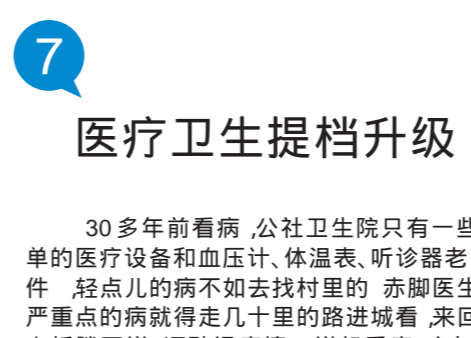 7
医疗卫生提档升级
30多年前看病,公社卫生院只有一些
单的医疗设备和血压计、体温表、听诊器老
件 ,轻点儿的病不如去找村里的 赤脚医生
严重点的病就得走几十里的路进城看,来回